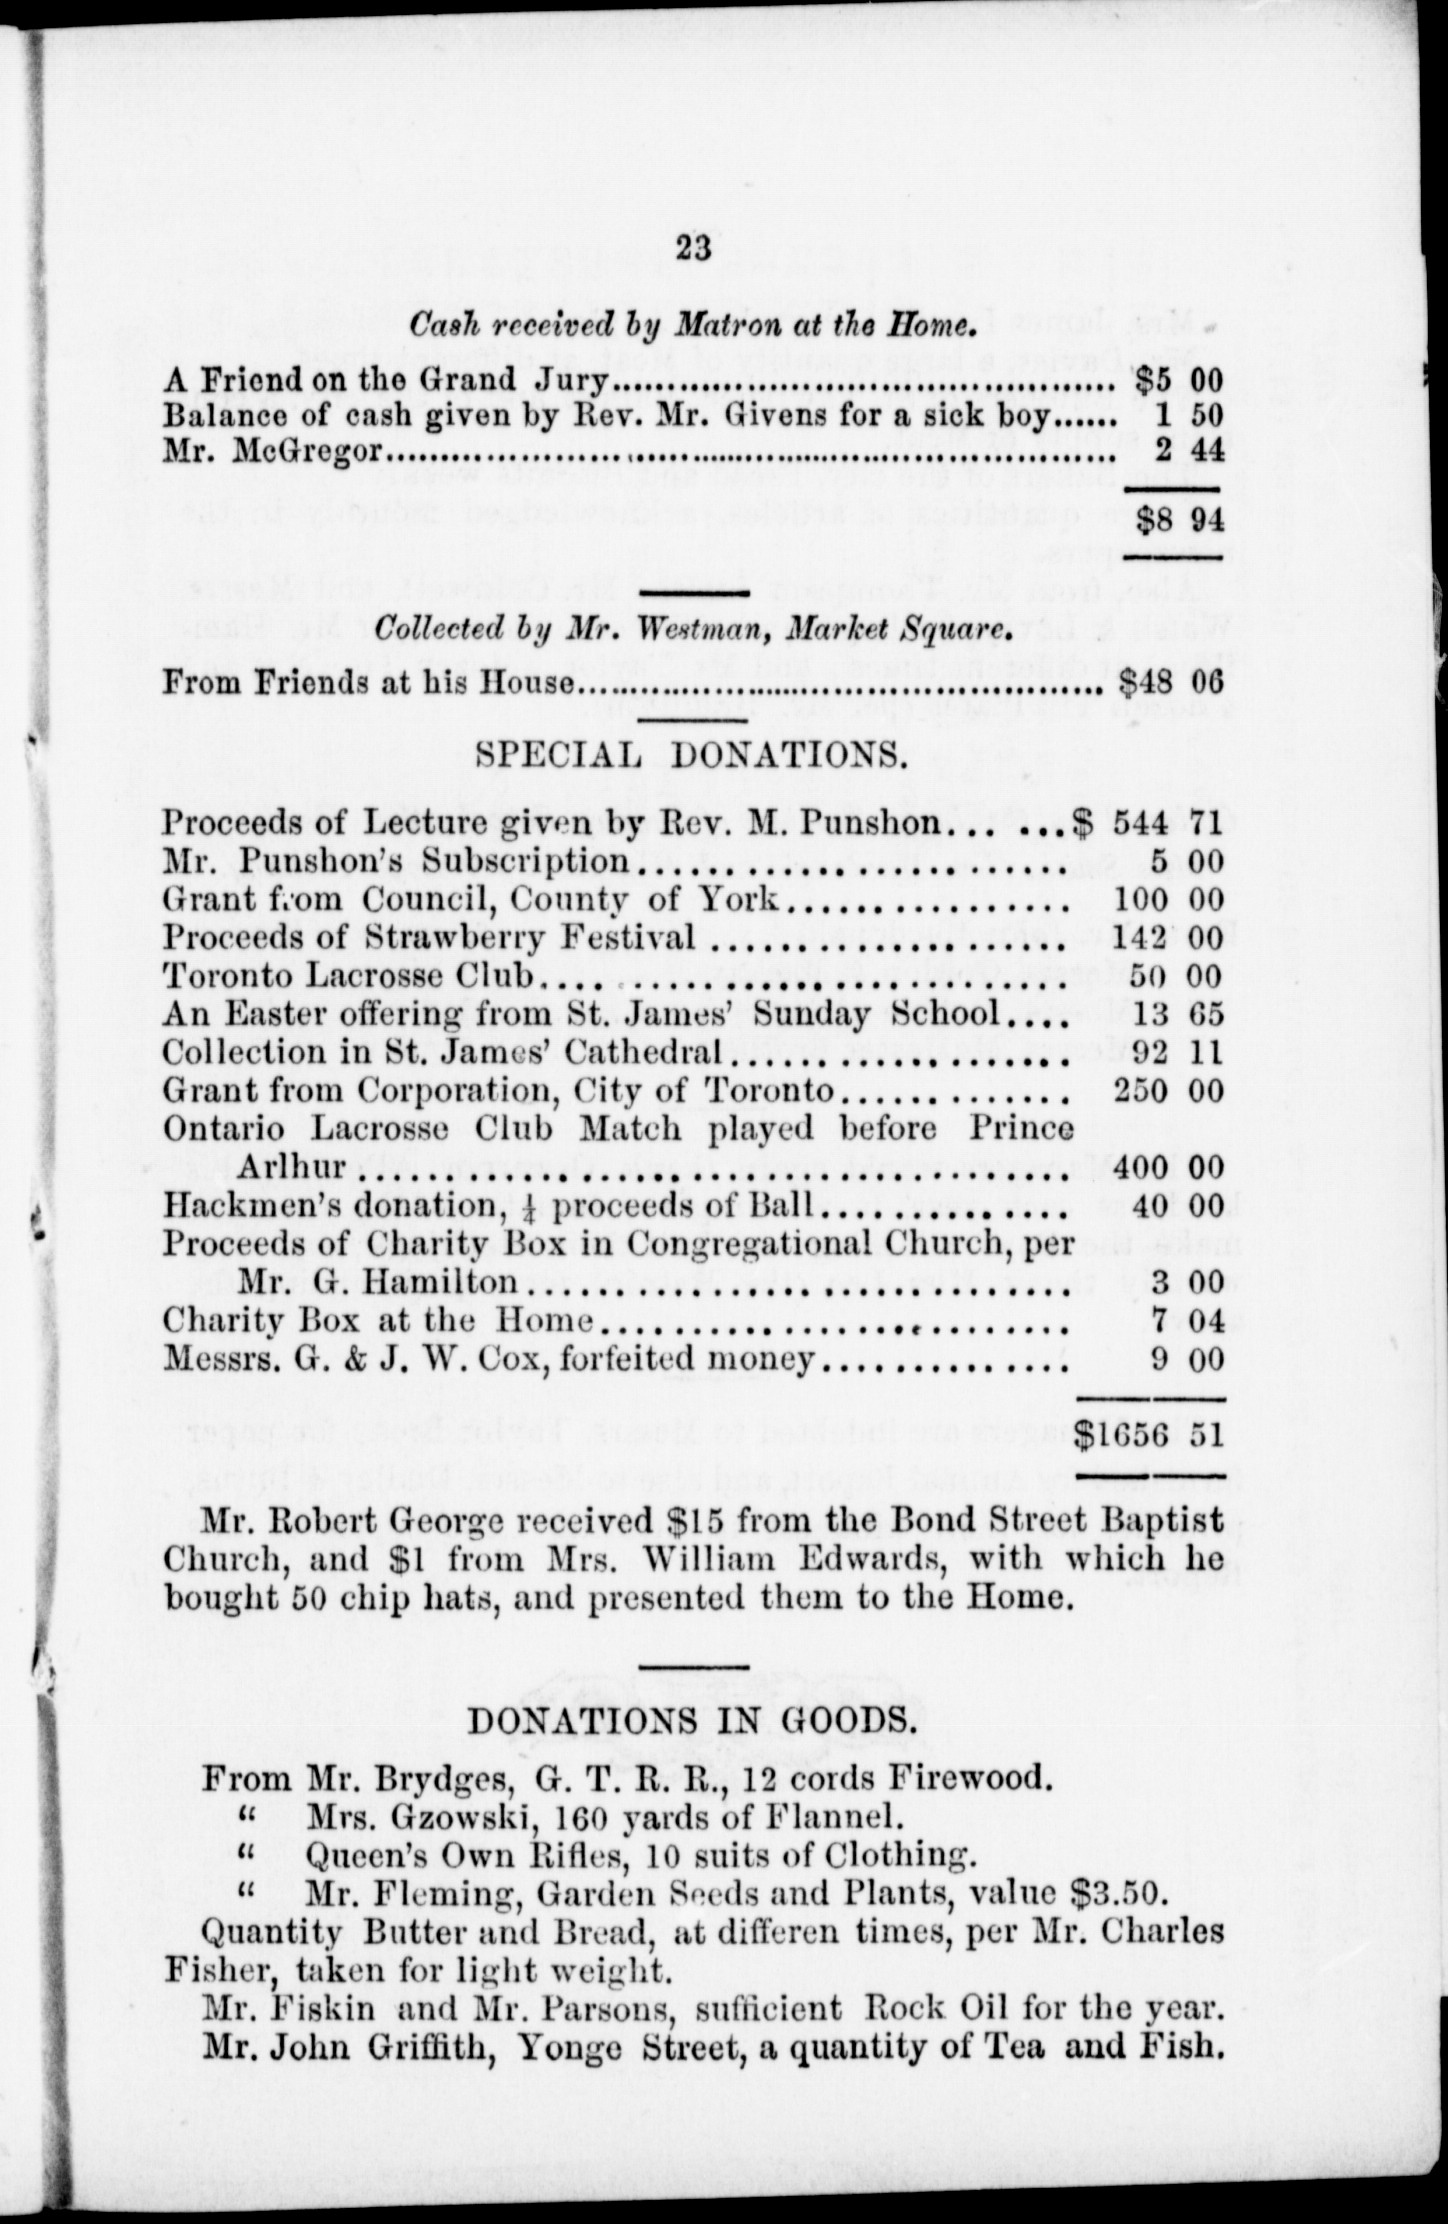 23
Cash received by Matron at the Home.
A Friend on the Grand Jury.............................................. $5 00
Balance of cash given by Rev. Mr. Givens for a sick boy...... 1 50
Mr. McGregor.................................................................. 2 44
$8 94
Collected by Mr. Westman, Market Square.
From Friends at his House................................................ $48 06
SPECIAL DONATIONS.
Proceeds of Lecture given by Rev. M. Punshon... ...$ 544 71
Mr. Punshon's Subscription........................ 5 00
Grant from Council, County of York................ 100 00
Proceeds of Strawberry Festival .................... 142 00
Toronto Lacrosse Club.... ......................... 50 00
An Easter offering from St. James' Sunday School.... 13 65
Collection in St. James' Cathedral................... 92 11
Grant from Corporation, City of Toronto............. 250 00
Ontario Lacrosse Club Match played before Prince
Arlhur ....................................... 400 00
Hackmen's donation, ¼ proceeds of Ball.............. 40 00
Proceeds of Charity Box in Congregational Church, per
Mr. G. Hamilton.............................. 3 00
Charity Box at the Home.......................... 7 04
Messrs. G. & J. W. Cox, forfeited money.............. 9 00
$1656 51
Mr. Robert George received $15 from the Bond Street Baptist
Church, and $1 from Mrs. William Edwards, with which he
bought 50 chip hats, and presented them to the Home.
DONATIONS IN GOODS.
From Mr. Brydges, G. T. R. R., 12 cords Firewood.
“ Mrs. Gzowski, 160 yards of Flannel.
“ Queen's Own Rifles, 10 suits of Clothing.
“ Mr. Fleming, Garden Seeds and Plants, value $3.50.
Quantity Butter and Bread, at differen times, per Mr. Charles
Fisher, taken for light weight.
Mr. Fiskin and Mr. Parsons, sufficient Rock Oil for the year.
Mr. John Griffith, Yonge Street, a quantity of Tea and Fish.